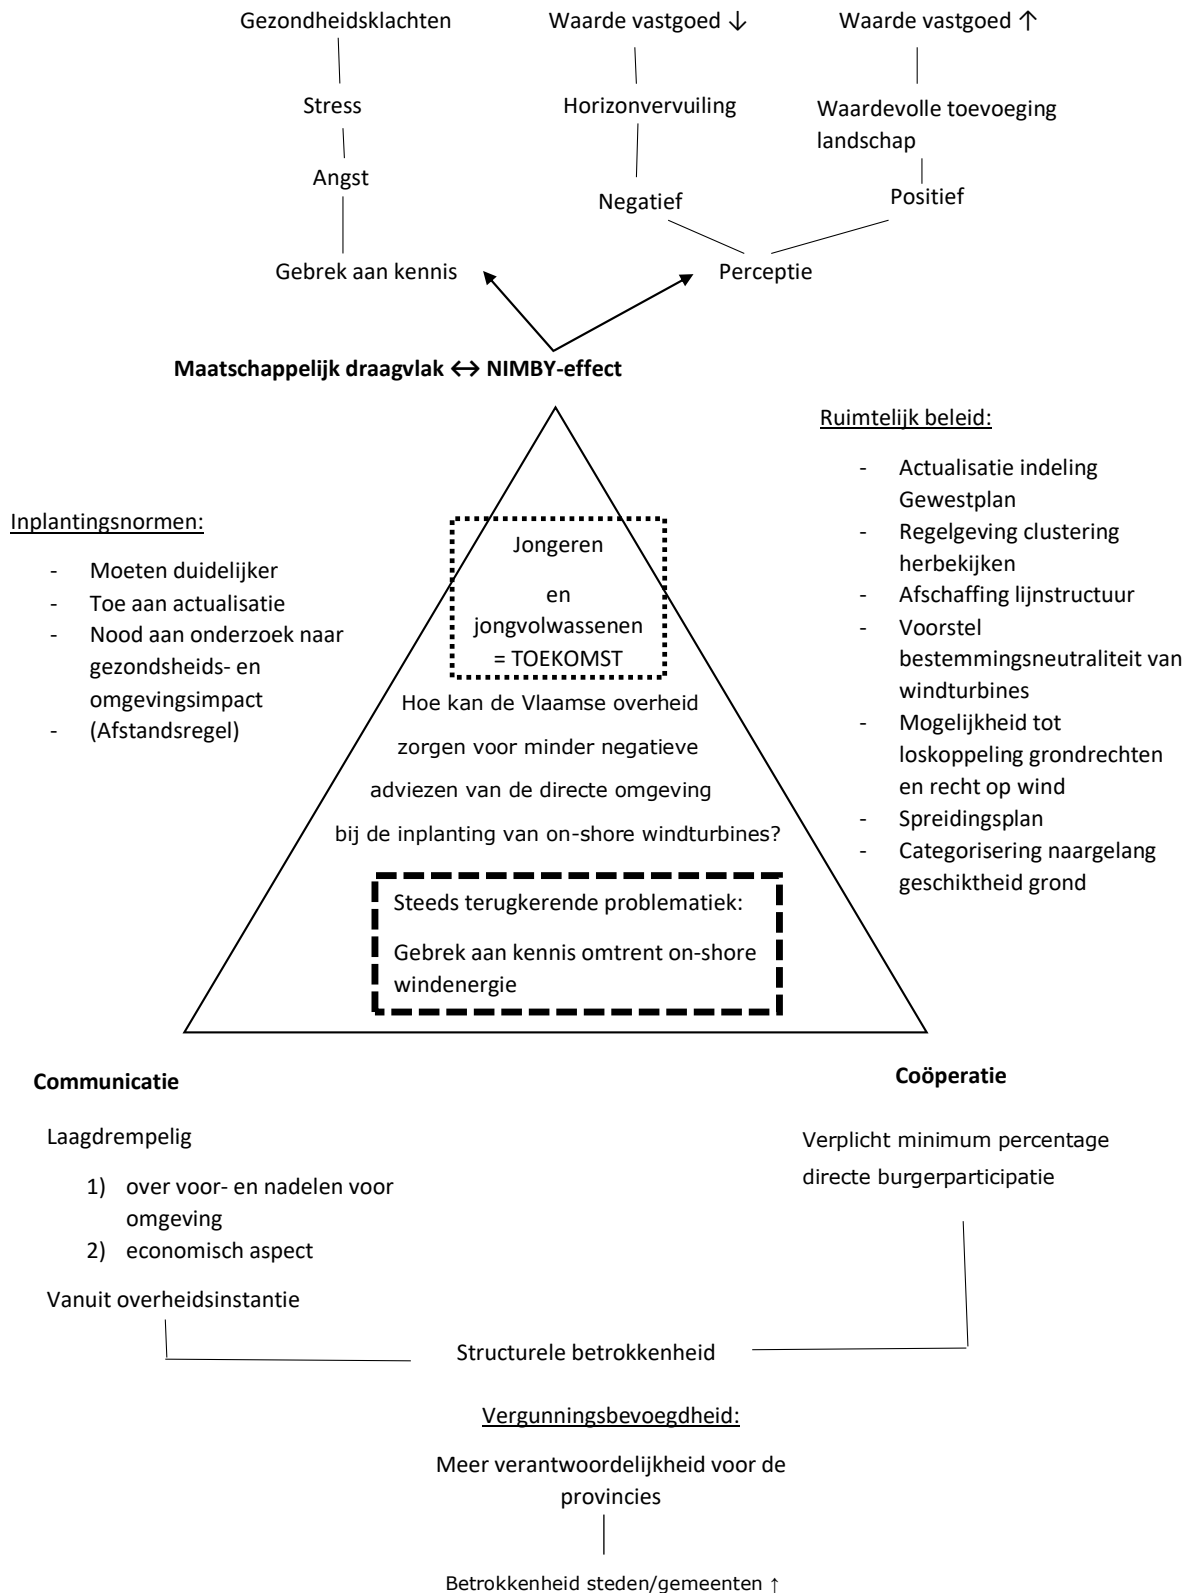 Gezondheidsklachten
Waarde vastgoed ↓
Waarde vastgoed ↑
Stress
Horizonvervuiling
Waardevolle toevoeging
landschap
Angst
Negatief
Positief
Gebrek aan kennis
Perceptie
Maatschappelijk draagvlak ↔ NIMBY-effect
Ruimtelijk beleid:
- Actualisatie indeling
Gewestplan
- Regelgeving clustering
herbekijken
- Afschaffing lijnstructuur
- Voorstel
bestemmingsneutraliteit van
windturbines
- Mogelijkheid tot
loskoppeling grondrechten
en recht op wind
- Spreidingsplan
- Categorisering naargelang
geschiktheid grond
Inplantingsnormen:
- Moeten duidelijker
- Toe aan actualisatie
- Nood aan onderzoek naar
gezondsheids- en
omgevingsimpact
- (Afstandsregel)
Jongeren
en
jongvolwassenen
= TOEKOMST
Hoe kan de Vlaamse overheid
zorgen voor minder negatieve
adviezen van de directe omgeving
bij de inplanting van on-shore windturbines?
Steeds terugkerende problematiek:
Gebrek aan kennis omtrent on-shore
windenergie
Communicatie
Laagdrempelig
1) over voor- en nadelen voor
omgeving
2) economisch aspect
Vanuit overheidsinstantie
Coöperatie
Verplicht minimum percentage
directe burgerparticipatie
Structurele betrokkenheid
Vergunningsbevoegdheid:
Meer verantwoordelijkheid voor de
provincies
Betrokkenheid steden/gemeenten ↑